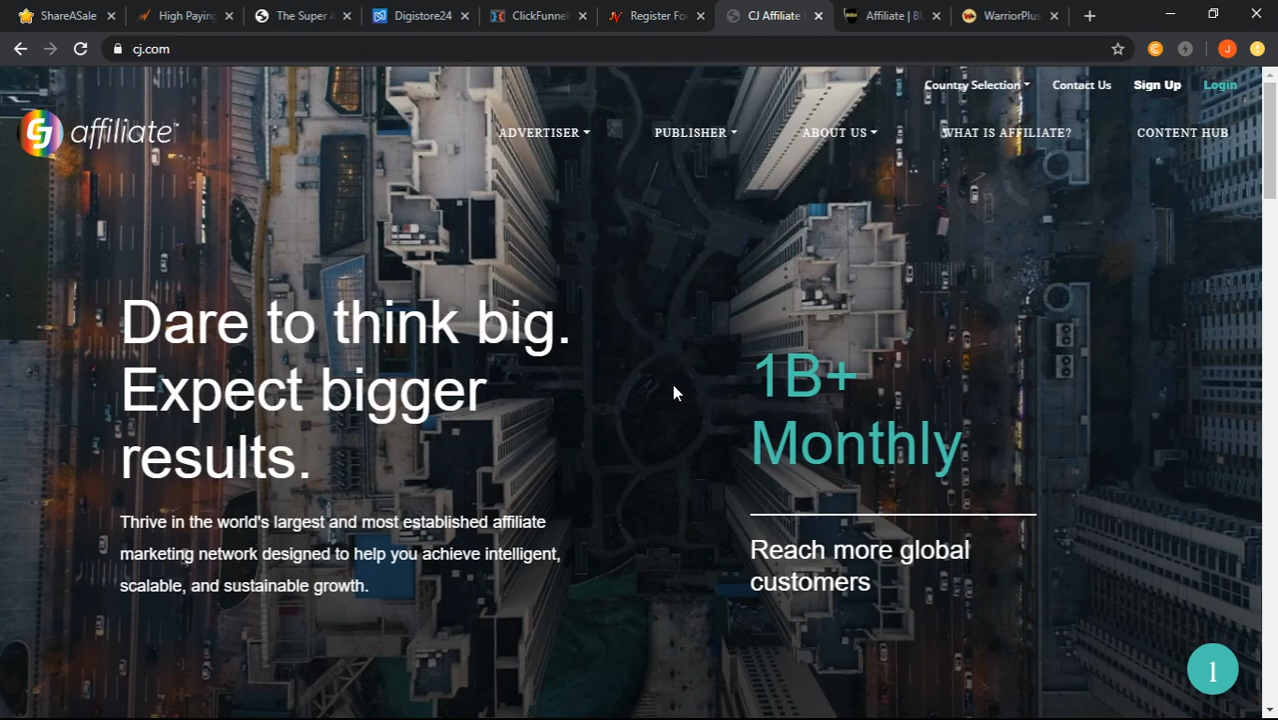 ShareASale
High Paying
The Super A
Digistore24
ClickFunnel
Register Fo
CJ Affiliate
Affiliate | BU
WarriorPlus
cj.com
Country Selection
Contact Us
Sign Up
Login
CJ affiliate™
ADVERTISER
PUBLISHER
ABOUT US
WHAT IS AFFILIATE?
CONTENT HUB
Dare to think big.
Expect bigger
results.
Thrive in the world's largest and most established affiliate
marketing network designed to help you achieve intelligent,
scalable, and sustainable growth.
1B+
Monthly
Reach more global
customers
1